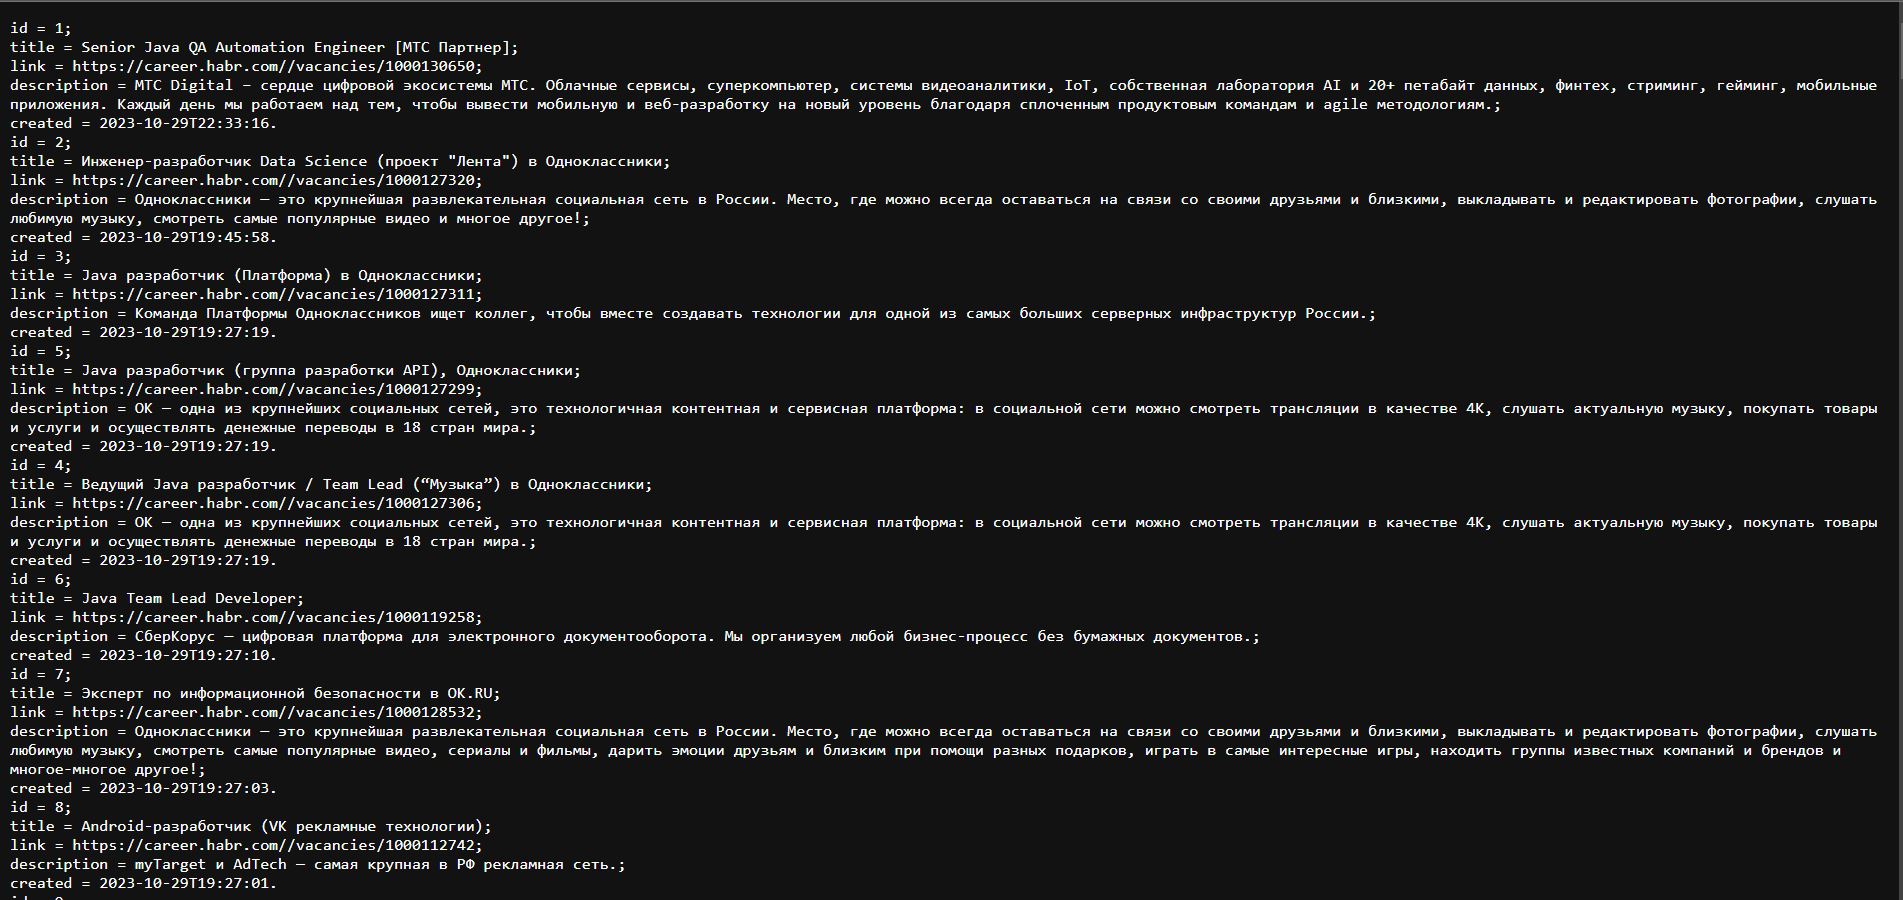 id = 1;
title = Senior Java QA Automation Engineer [МТС Партнер];
link = https://career.habr.com//vacancies/1000130650;
description = МТС Digital – сердце цифровой экосистемы МТС. Облачные сервисы, суперкомпьютер, системы видеоаналитики, IoT, собственная лаборатория AI и 20+ петабайт данных, финтех, стриминг, гейминг, мобильные
приложения. Каждый день мы работаем над тем, чтобы вывести мобильную и веб-разработку на новый уровень благодаря сплоченным продуктовым командам и agile методологиям.;
created = 2023-10-29T22:33:16.
id = 2;
title = Инженер-разработчик Data Science (проект "Лента") в Одноклассники;
link = https://career.habr.com//vacancies/1000127320;
description = Одноклассники — это крупнейшая развлекательная социальная сеть в России. Место, где можно всегда оставаться на связи со своими друзьями и близкими, выкладывать и редактировать фотографии, слушать
любимую музыку, смотреть самые популярные видео и многое другое!;
created = 2023-10-29T19:45:58.
id = 3;
title = Java разработчик (Платформа) в Одноклассники;
link = https://career.habr.com//vacancies/1000127311;
description = Команда Платформы Одноклассников ищет коллег, чтобы вместе создавать технологии для одной из самых больших серверных инфраструктур России.;
created = 2023-10-29T19:27:19.
id = 5;
title = Java разработчик (группа разработки API), Одноклассники;
link = https://career.habr.com//vacancies/1000127299;
description = ОК — одна из крупнейших социальных сетей, это технологичная контентная и сервисная платформа: в социальной сети можно смотреть трансляции в качестве 4К, слушать актуальную музыку, покупать товары
и услуги и осуществлять денежные переводы в 18 стран мира.;
created = 2023-10-29T19:27:19.
id = 4;
title = Ведущий Java разработчик / Team Lead (“Музыка”) в Одноклассники;
link = https://career.habr.com//vacancies/1000127306;
description = ОК — одна из крупнейших социальных сетей, это технологичная контентная и сервисная платформа: в социальной сети можно смотреть трансляции в качестве 4К, слушать актуальную музыку, покупать товары
и услуги и осуществлять денежные переводы в 18 стран мира.;
created = 2023-10-29T19:27:19.
id = 6;
title = Java Team Lead Developer;
link = https://career.habr.com//vacancies/1000119258;
description = СберКорус — цифровая платформа для электронного документооборота. Мы организуем любой бизнес-процесс без бумажных документов.;
created = 2023-10-29T19:27:10.
id = 7;
title = Эксперт по информационной безопасности в OK.RU;
link = https://career.habr.com//vacancies/1000128532;
description = Одноклассники — это крупнейшая развлекательная социальная сеть в России. Место, где можно всегда оставаться на связи со своими друзьями и близкими, выкладывать и редактировать фотографии, слушать
любимую музыку, смотреть самые популярные видео, сериалы и фильмы, дарить эмоции друзьям и близким при помощи разных подарков, играть в самые интересные игры, находить группы известных компаний и брендов и
многое-многое другое!;
created = 2023-10-29T19:27:03.
id = 8;
title = Android-разработчик (VK рекламные технологии);
link = https://career.habr.com//vacancies/1000112742;
description = myTarget и AdTech — самая крупная в РФ рекламная сеть.;
created = 2023-10-29T19:27:01.